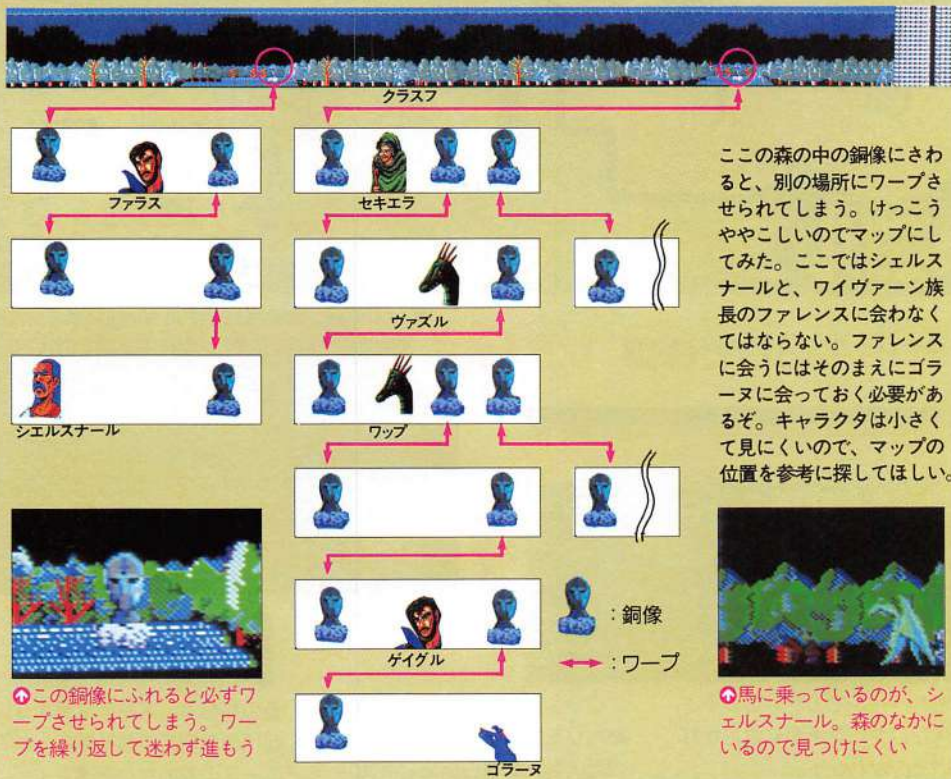 クラスフ
ファラス
セキエラ
ヴァズル
シエルスナール
ワップ
ゲイグル
ゴラーヌ
ここの森の中の銅像にさわ
ると、別の場所にワープさ
せられてしまう。けっこう
ややこしいのでマップにし
てみた。ここではシェルス
ナールと、ワイヴァーン族
長のファレンスに会わなく
てはならない。ファレンス
に会うにはそのまえにゴラ
ーヌに会っておく必要があ
るぞ。キャラクタは小さく
て見にくいので、マップの
位置を参考に探してほしい。
:銅像
:ワープ
この銅像にふれると必ずワ
ープさせられてしまう。ワー
プを繰り返して迷わず進もう
馬に乗っているのが、シ
ェルスナール。森のなかに
いるので見つけにくい